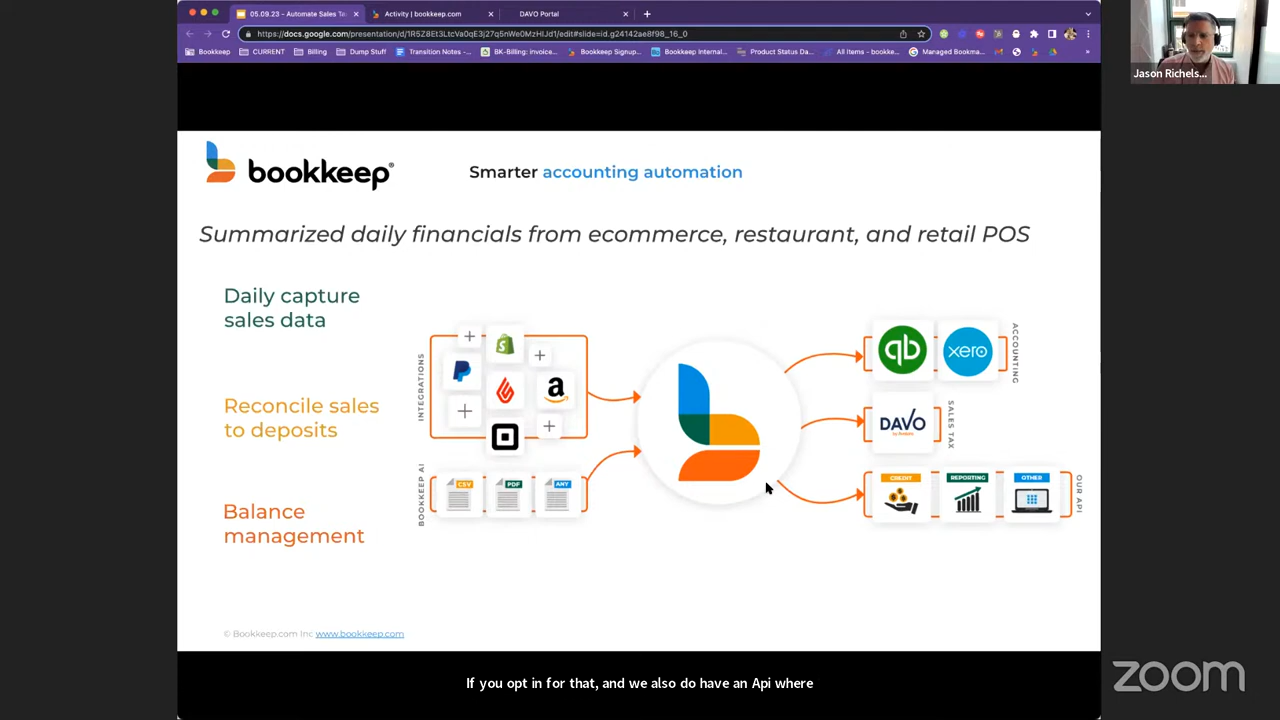 05.09.23 - Automate Sales Ta
Activity | bookkeep.com
DAVO Portal
https://docs.google.com/presentation/d/1R5Z8Et3LtcVa0qE3j27q5nWe0MzHIJd1/edit#slide=id.g24142ae8f98_16_0
Bookkeep
CURRENT
Billing
Dump Stuff
Transition Notes -...
BK-Billing: Invoice...
Bookkeep Signup...
Bookkeep Internal...
Product Status Da...
All Items - bookke...
Managed Bookma...
Jason Richels...
bookkeep®
Smarter accounting automation
Summarized daily financials from ecommerce, restaurant, and retail POS
Daily capture
sales data
Reconcile sales
to deposits
Balance
management
INTEGRATIONS
BOOKKEEP AI
CSV
PDF
ANY
qb
xero
ACCOUNTING
DAVO
SALES TAX
CREDIT
REPORTING
OTHER
OUR API
© Bookkeep.com Inc www.bookkeep.com
If you opt in for that, and we also do have an Api where
zoom